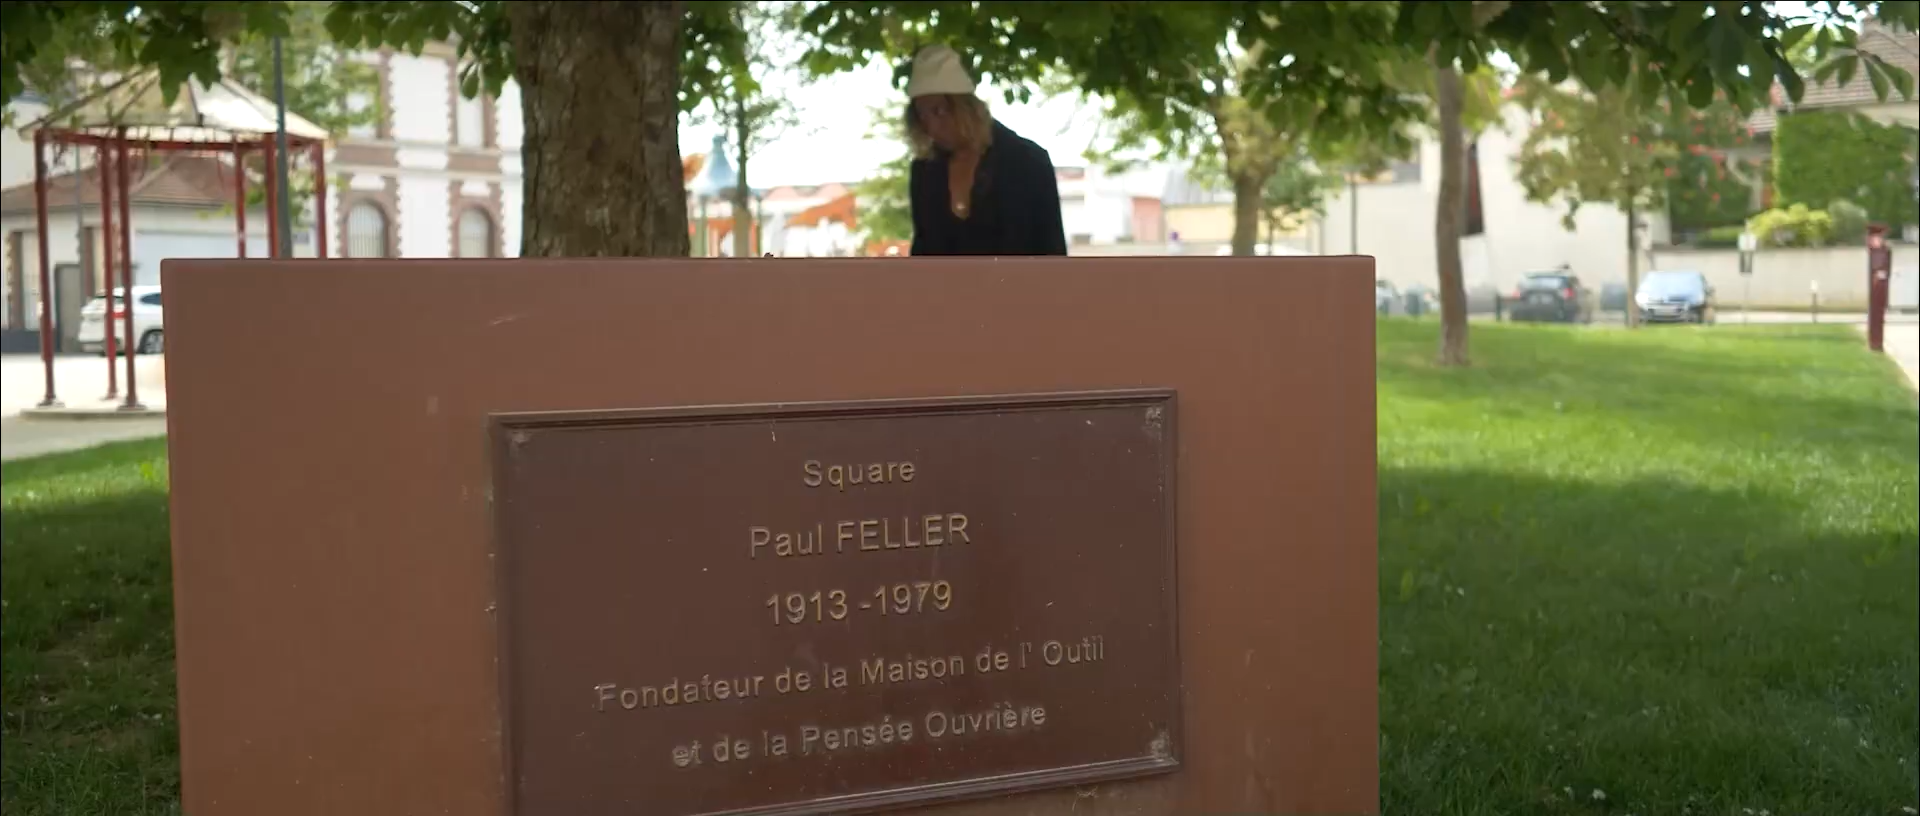 Square
Paul FELLER
1913 -1979
Fondateur de la Maison de l' Outil
et de la Pensée Ouvrière